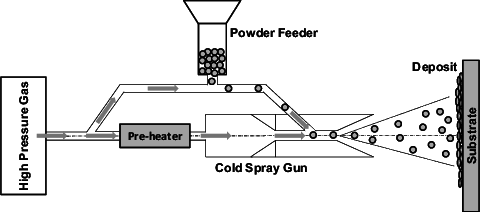 Powder Feeder
High Pressure Gas
Pre-heater
Cold Spray Gun
Deposit
Substrate